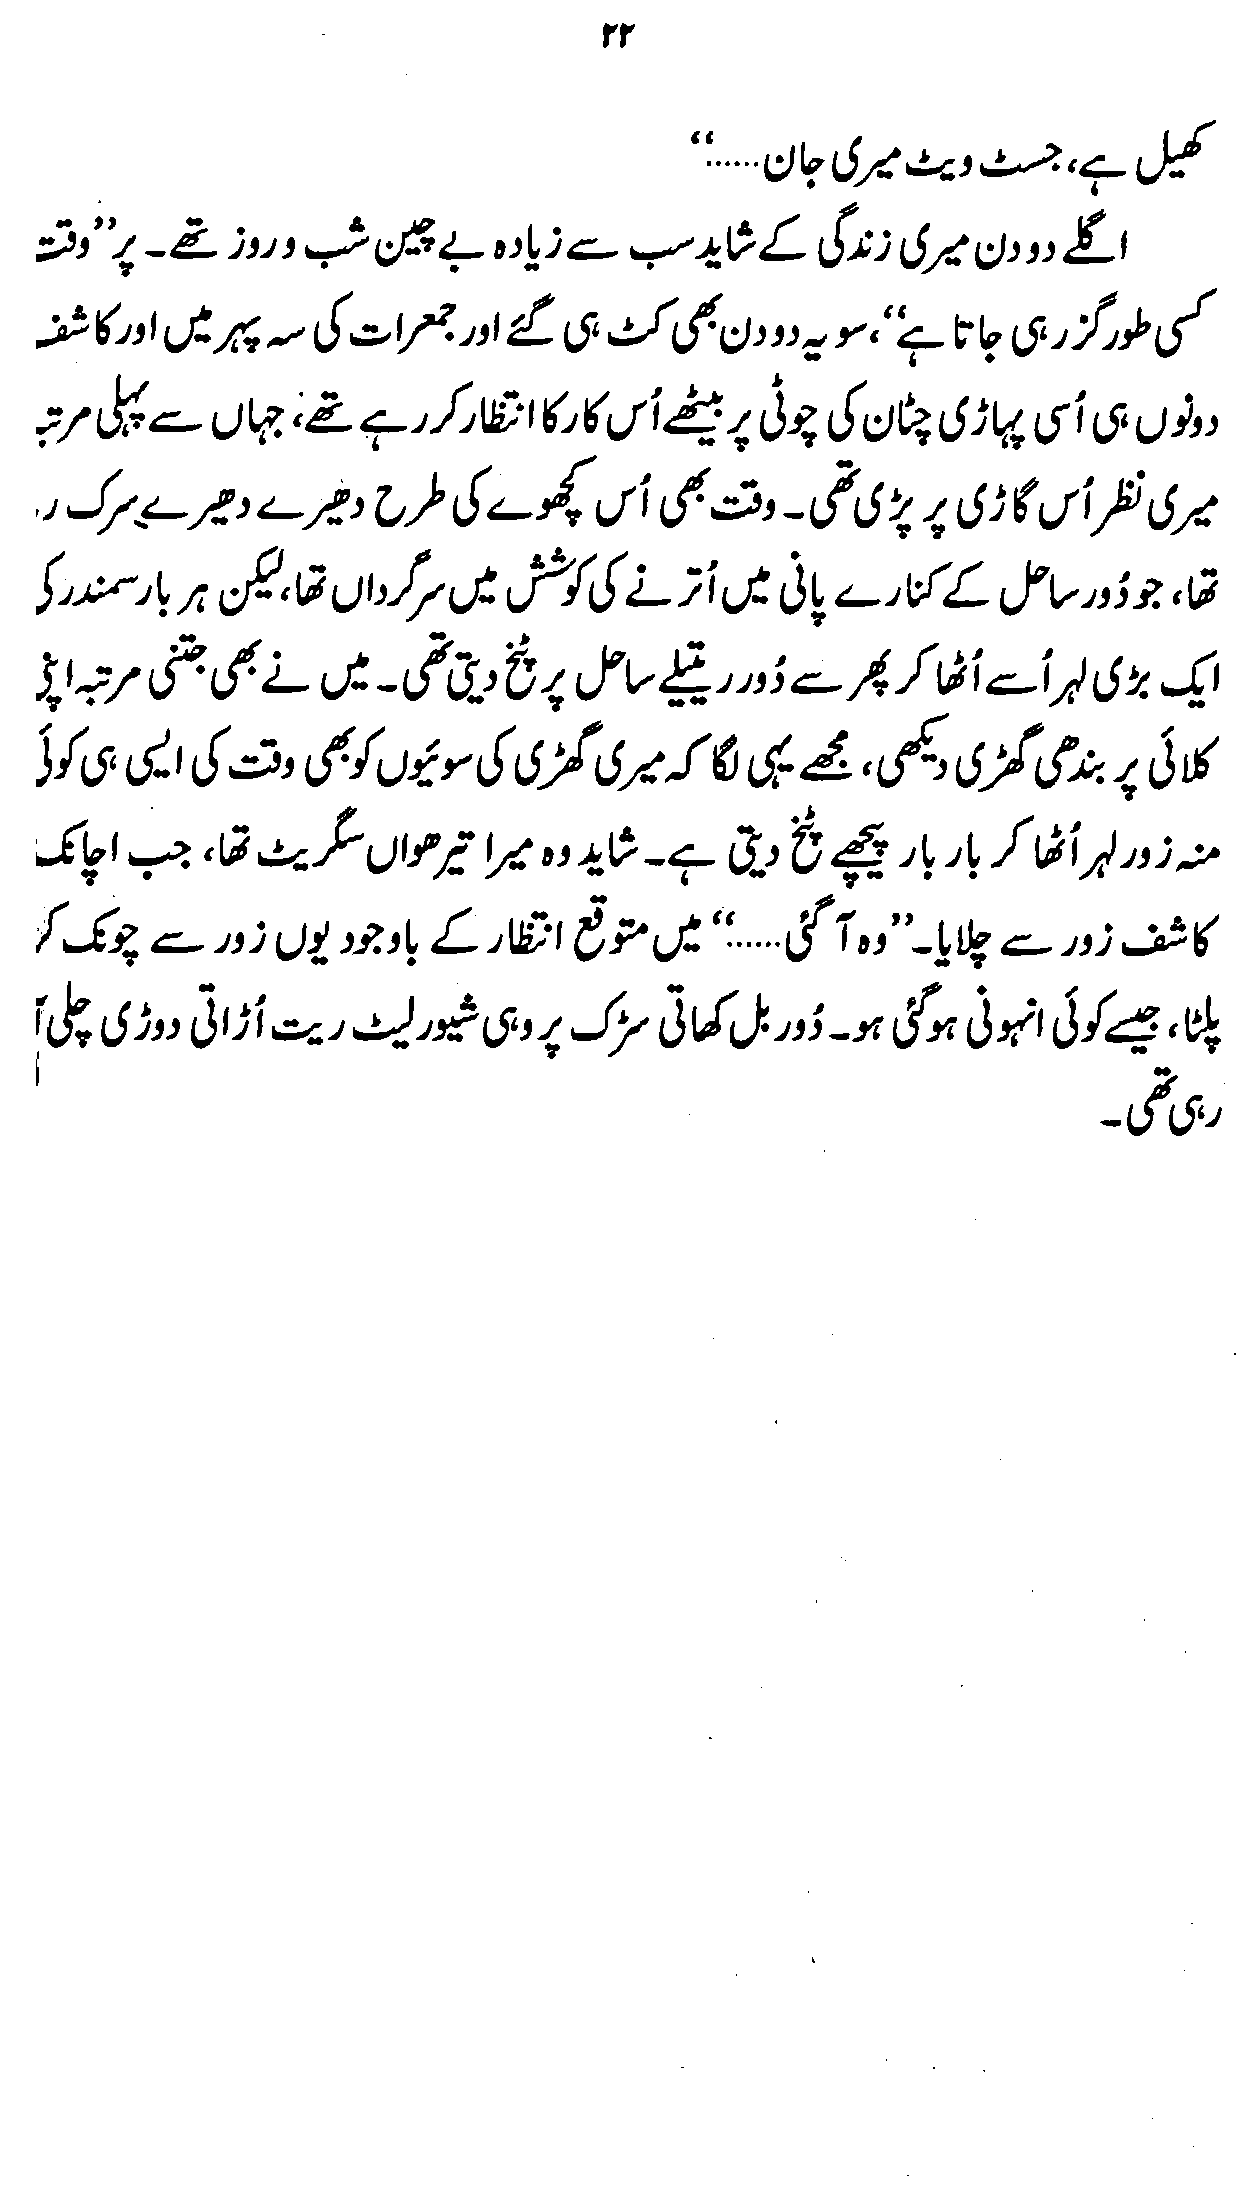 ۲۲
کھیل ہے، جسٹ ویٹ میری جان......“
اگلے دو دن میری زندگی کے شاید سب سے زیادہ بے چین شب و روز تھے۔ پر ”وقت
کسی طور گزر ہی جاتا ہے“، سو یہ دو دن بھی کٹ ہی گئے اور جمعرات کی سہ پہر میں اور کاشف
دونوں ہی اُسی پہاڑی چٹان کی چوٹی پر بیٹھے اُس کار کا انتظار کر رہے تھے، جہاں سے پہلی مرتبہ
میری نظر اُس گاڑی پر پڑی تھی۔ وقت بھی اُس کچھوے کی طرح دھیرے دھیرے سرک ر
تھا، جو دُور ساحل کے کنارے پانی میں اُترنے کی کوشش میں سرگرداں تھا، لیکن ہر بار سمندر کی
ایک بڑی لہر اُسے اُٹھا کر پھر سے دُور ریتیلے ساحل پر پٹخ دیتی تھی۔ میں نے بھی جتنی مرتبہ اپنی
کلائی پر بندھی گھڑی دیکھی، مجھے یہی لگا کہ میری گھڑی کی سوئیوں کو بھی وقت کی ایسی ہی کوئی
منہ زور لہر اُٹھا کر بار بار پیچھے پٹخ دیتی ہے۔ شاید وہ میرا تیرھواں سگریٹ تھا، جب اچانک
کاشف زور سے چلایا۔ ”وہ آ گئی......“ میں متوقع انتظار کے باوجود یوں زور سے چونک کر
پلٹا، جیسے کوئی انہونی ہو گئی ہو۔ دُور بل کھاتی سڑک پر وہی شیورلیٹ ریت اُڑاتی دوڑی چلی آ
رہی تھی۔